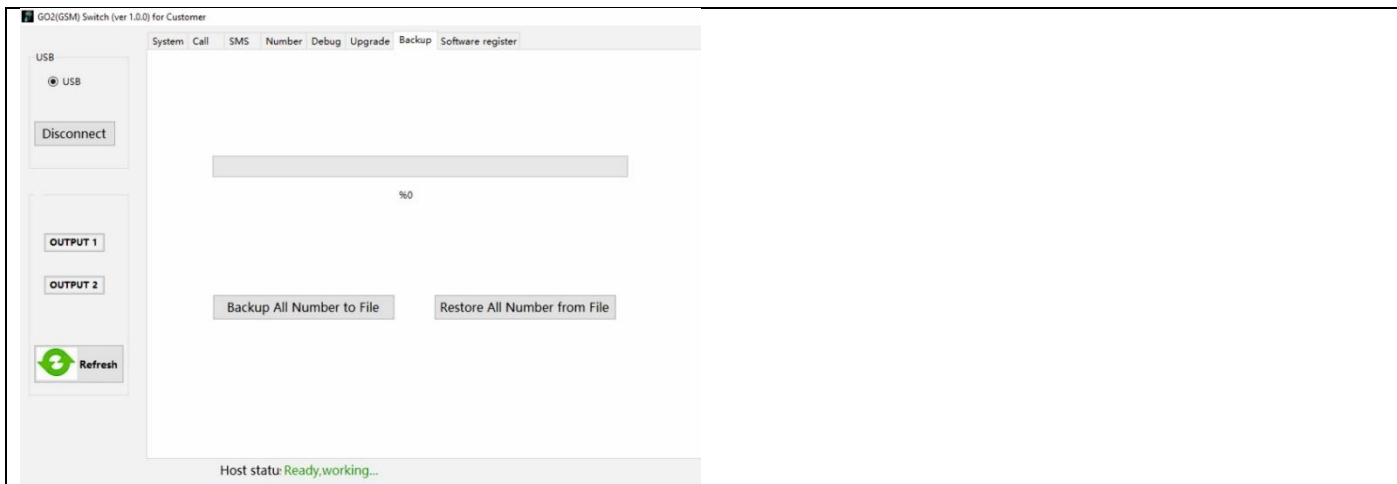 GO2(GSM) Switch (ver 1.0.0) for Customer
System Call SMS Number Debug Upgrade Backup Software register
USB
USB
Disconnect
%0
OUTPUT 1
OUTPUT 2
Backup All Number to File Restore All Number from File
Refresh
Host statu: Ready,working...